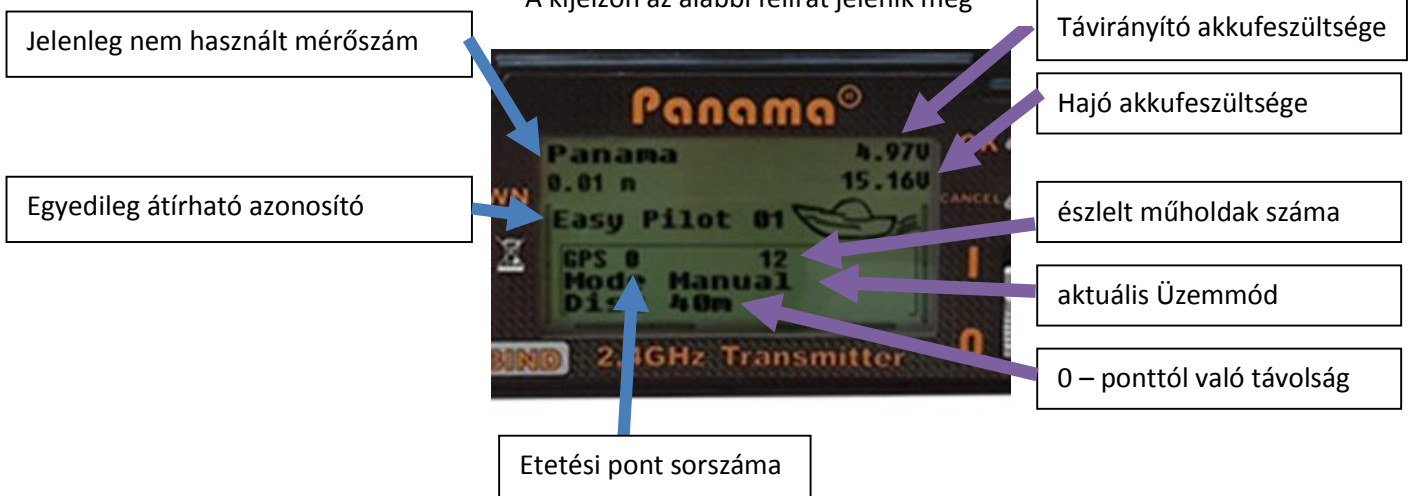 A kijelzőn az alábbi felirat jelenik meg
Jelenleg nem használt mérőszám
Távirányító akkufeszültsége
Hajó akkufeszültsége
Egyedileg átírható azonosító
észlelt műholdak száma
aktuális Üzemmód
0 – ponttól való távolság
Etetési pont sorszáma
Panama®
Panama 4.97V
0.01 m 15.16V
CANCEL
Easy Pilot 01
GPS 0 12
Mode Manual
40m
I
0
BIND 2.4GHz Transmitter